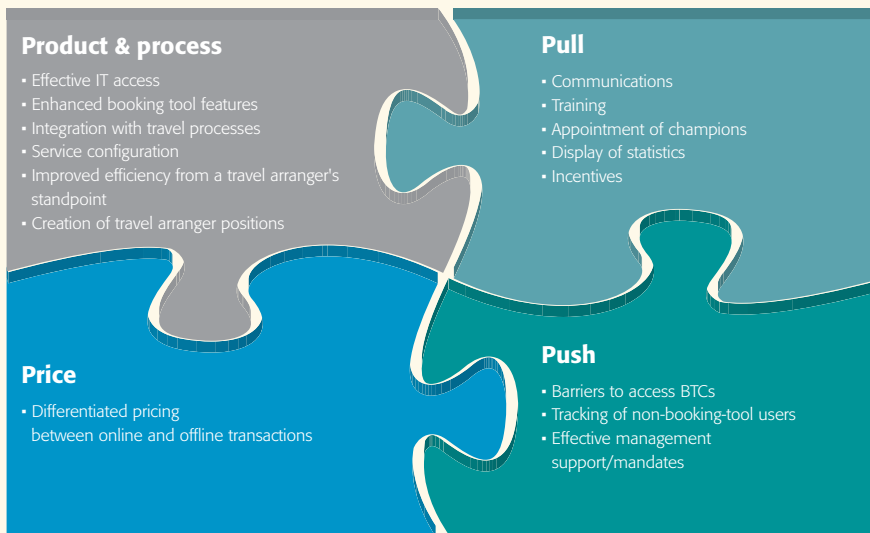 Product & process
▪ Effective IT access
▪ Enhanced booking tool features
▪ Integration with travel processes
▪ Service configuration
▪ Improved efficiency from a travel arranger's
standpoint
▪ Creation of travel arranger positions
Pull
▪ Communications
▪ Training
▪ Appointment of champions
▪ Display of statistics
▪ Incentives
Price
▪ Differentiated pricing
between online and offline transactions
Push
▪ Barriers to access BTCs
▪ Tracking of non-booking-tool users
▪ Effective management
support/mandates